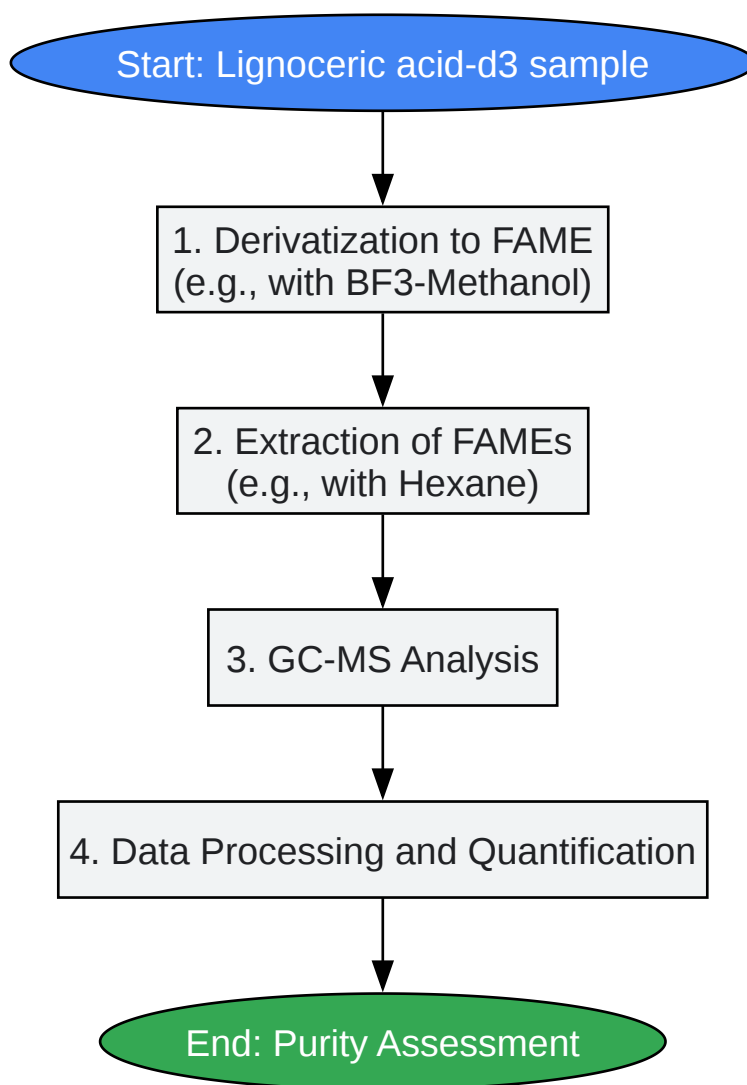 Start: Lignoceric acid-d3 sample
1. Derivatization to FAME
(e.g., with BF3-Methanol)
2. Extraction of FAMEs
(e.g., with Hexane)
3. GC-MS Analysis
4. Data Processing and Quantification
End: Purity Assessment